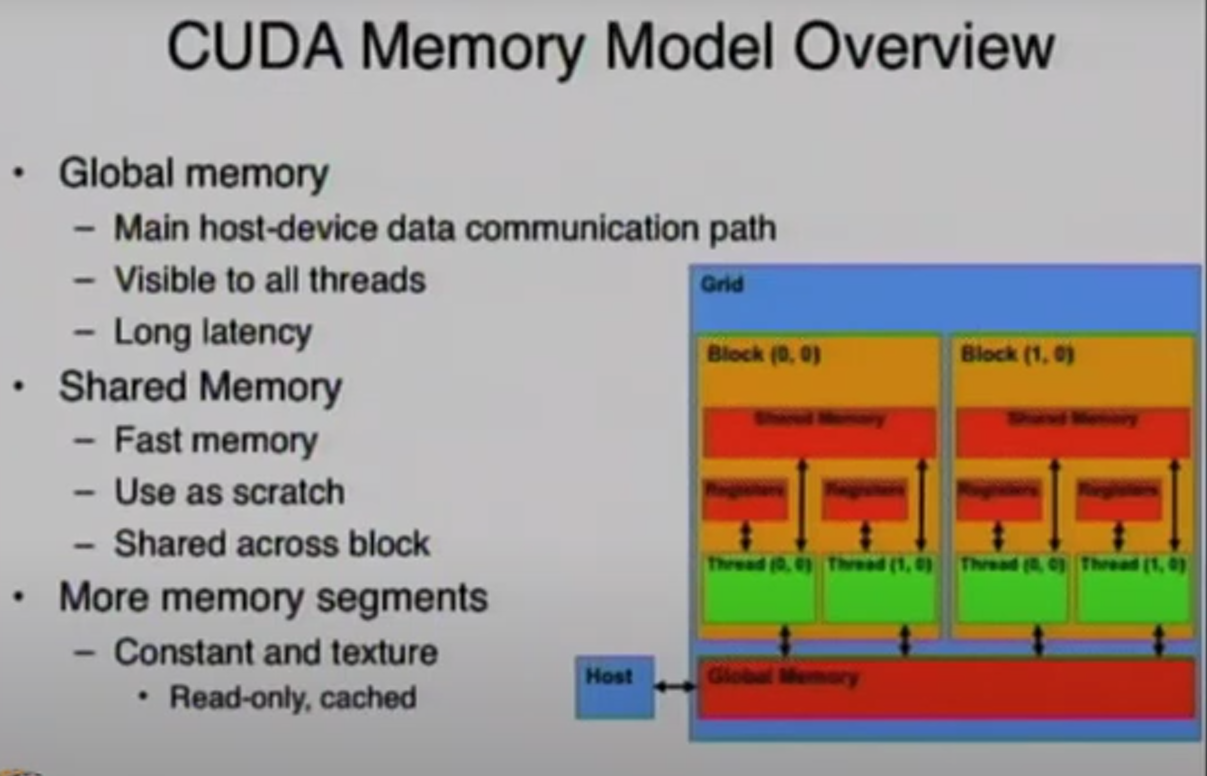 CUDA Memory Model Overview
• Global memory
– Main host-device data communication path
– Visible to all threads
– Long latency
• Shared Memory
– Fast memory
– Use as scratch
– Shared across block
• More memory segments
– Constant and texture
• Read-only, cached
Grid
Block (0, 0) Block (1, 0)
Shared Memory Shared Memory
Registers Registers Registers Registers
Thread (0, 0) Thread (1, 0) Thread (0, 0) Thread (1, 0)
Host
Global Memory